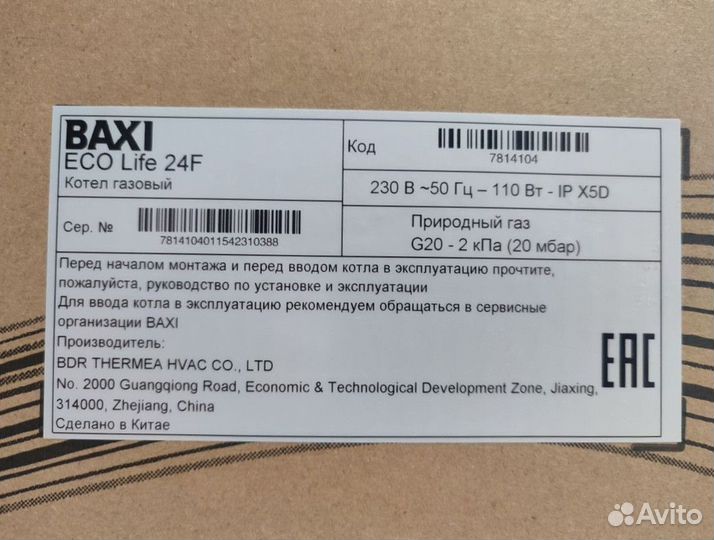 BAXI
ECO Life 24F
Котел газовый
Код
7814104
230 В ~50 Гц – 110 Вт - IP X5D
Сер. №
7814104011542310388
Природный газ
G20 - 2 кПа (20 мбар)
Перед началом монтажа и перед вводом котла в эксплуатацию прочтите,
пожалуйста, руководство по установке и эксплуатации
Для ввода котла в эксплуатацию рекомендуем обращаться в сервисные
организации BAXI
Производитель:
BDR THERMEA HVAC CO., LTD
No. 2000 Guangqiong Road, Economic & Technological Development Zone, Jiaxing,
314000, Zhejiang, China
Сделано в Китае
EAC
Avito